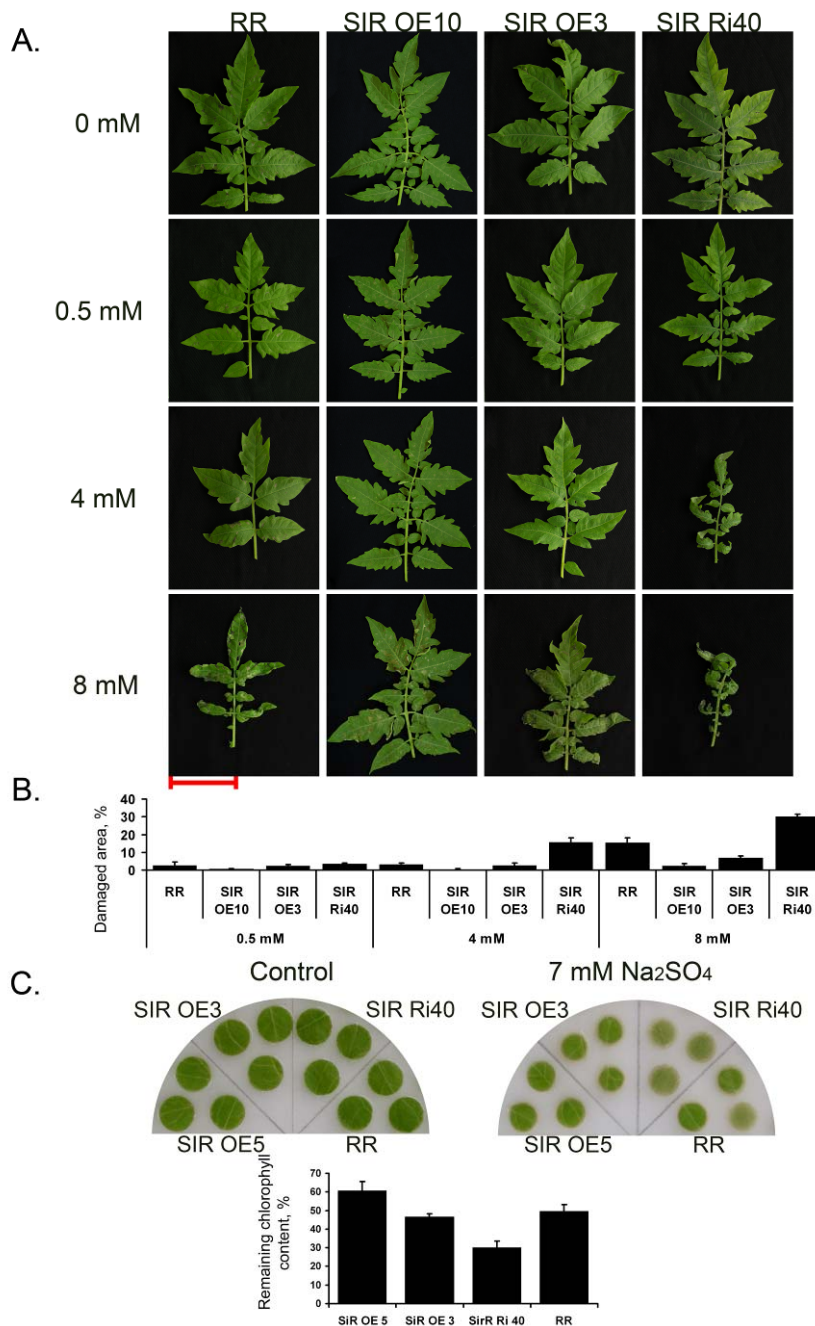 A.
RR SIR OE10 SIR OE3 SIR Ri40
0 mM
0.5 mM
4 mM
8 mM
B.
Damaged area, %
40
30
20
10
0
RR SIR OE10 SIR OE3 SIR Ri40 RR SIR OE10 SIR OE3 SIR Ri40 RR SIR OE10 SIR OE3 SIR Ri40
0.5 mM 4 mM 8 mM
C.
Control 7 mM Na₂SO₄
SIR OE3 SIR Ri40 SIR OE3 SIR Ri40
SIR OE5 RR SIR OE5 RR
Remaining chlorophyll
content, %
70
60
50
40
30
20
10
0
SiR OE 5 SiR OE 3 SirR Ri 40 RR